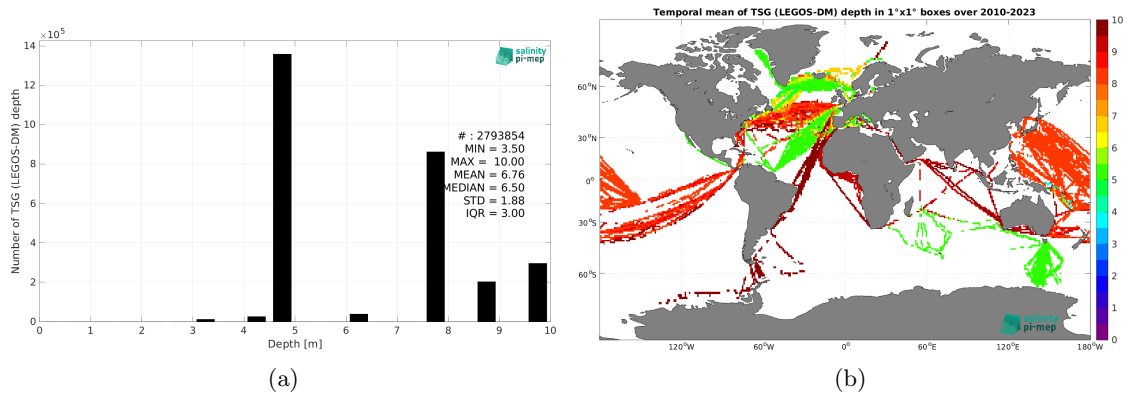 ×10⁵
14
12
10
8
6
4
2
0
Number of TSG (LEGOS-DM) depth
salinity
pi-mep
# : 2793854
MIN = 3.50
MAX = 10.00
MEAN = 6.76
MEDIAN = 6.50
STD = 1.88
IQR = 3.00
0 1 2 3 4 5 6 7 8 9 10
Depth [m]
(a)
Temporal mean of TSG (LEGOS-DM) depth in 1°x1° boxes over 2010-2023
60°N
30°N
0°
30°S
60°S
120°W 60°W 0° 60°E 120°E 180°W
salinity
pi-mep
10
9
8
7
6
5
4
3
2
1
0
(b)